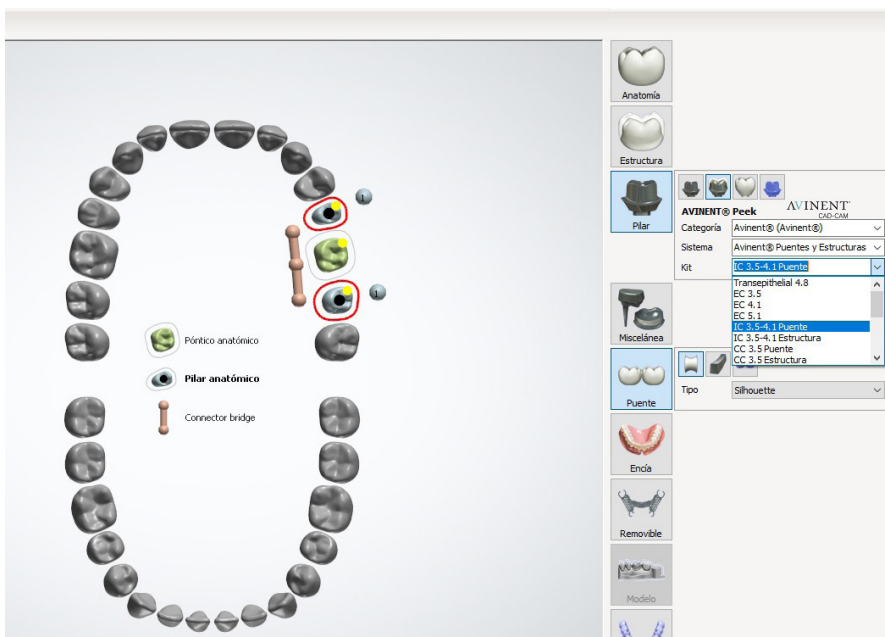 1
1
Póntico anatómico
Pilar anatómico
Connector bridge
Anatomía
Estructura
Pilar
AVINENT® Peek
AVINENT®
CAD-CAM
Categoría Avinent® (Avinent®)
Sistema Avinent® Puentes y Estructuras
Kit IC 3.5-4.1 Puente
Transepithelial 4.8
EC 3.5
EC 4.1
EC 5.1
IC 3.5-4.1 Puente
IC 3.5-4.1 Estructura
CC 3.5 Puente
CC 3.5 Estructura
Miscelánea
Puente
Tipo Silhouette
Encía
Removible
Modelo